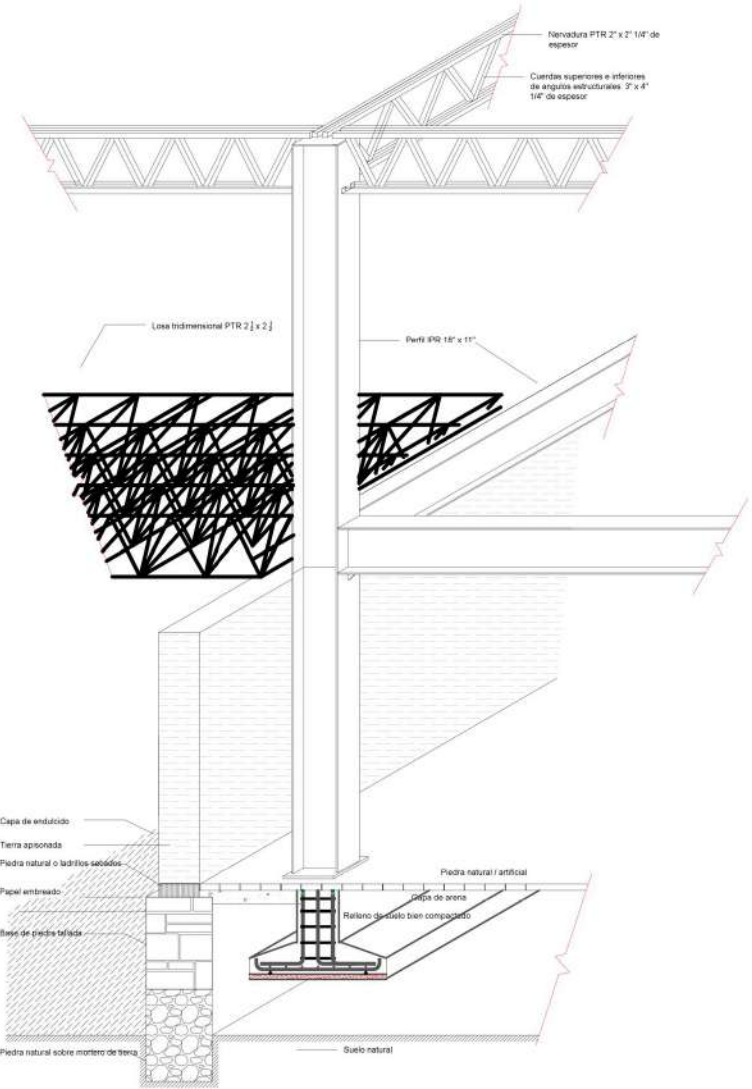 Nervadura PTR 2" x 2" 1/4" de
espesor
Cuerdas superiores e inferiores
de angulos estructurales 3" x 4"
1/4" de espesor
Losa tridimensional PTR 2 1/2 x 2 1/2
Perfil IPR 18" x 11"
Capa de endulcido
Tierra apisonada
Piedra natural o ladrillos
Piedra natural / artificial
Papel embreado
Capa de arena
Relleno de suelo bien compactado
Base de piedra tallada
Piedra natural sobre mortero de tierra
Suelo natural